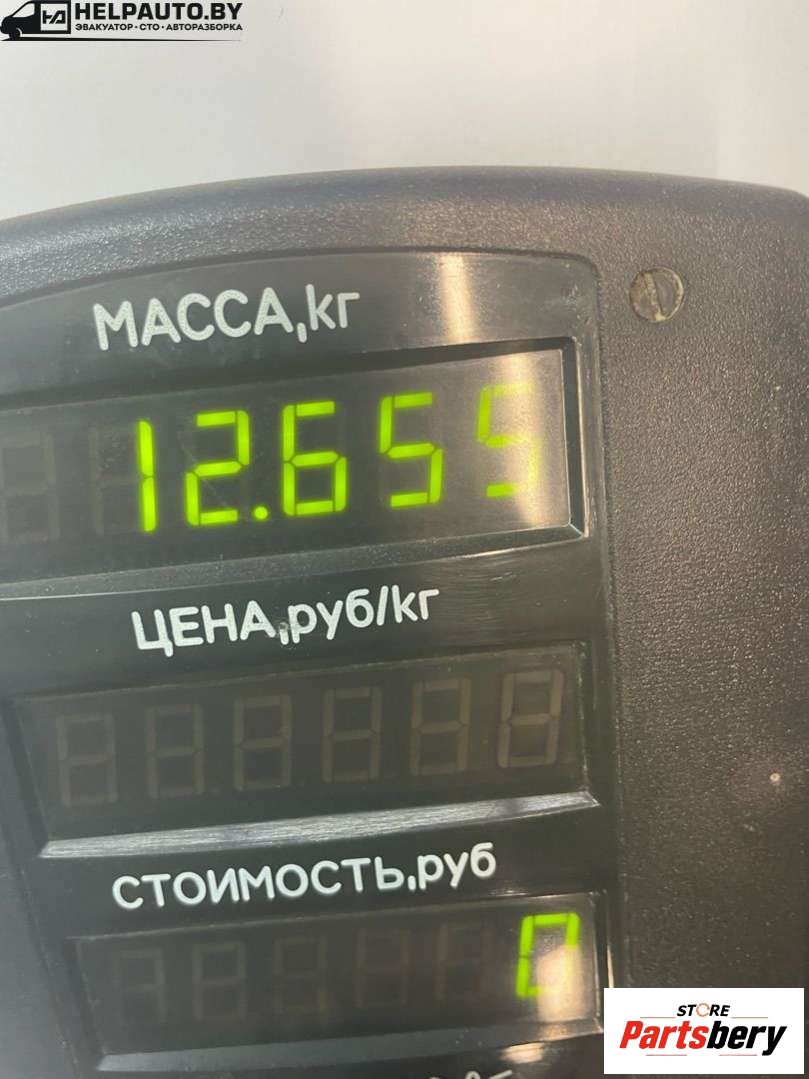 HELPAUTO.BY
ЭВАКУАТОР • СТО • АВТОРАЗБОРКА
МАССА,кг
12.655
ЦЕНА,руб/кг
СТОИМОСТЬ,руб
0
STORE
Partsbery